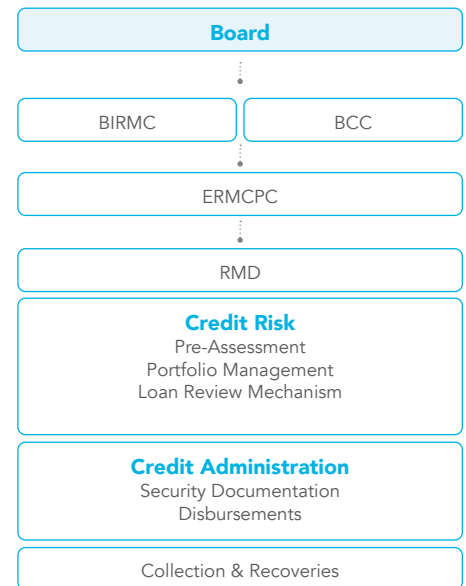 Board
BIRMC
BCC
ERMCPC
RMD
Credit Risk
Pre-Assessment
Portfolio Management
Loan Review Mechanism
Credit Administration
Security Documentation
Disbursements
Collection & Recoveries